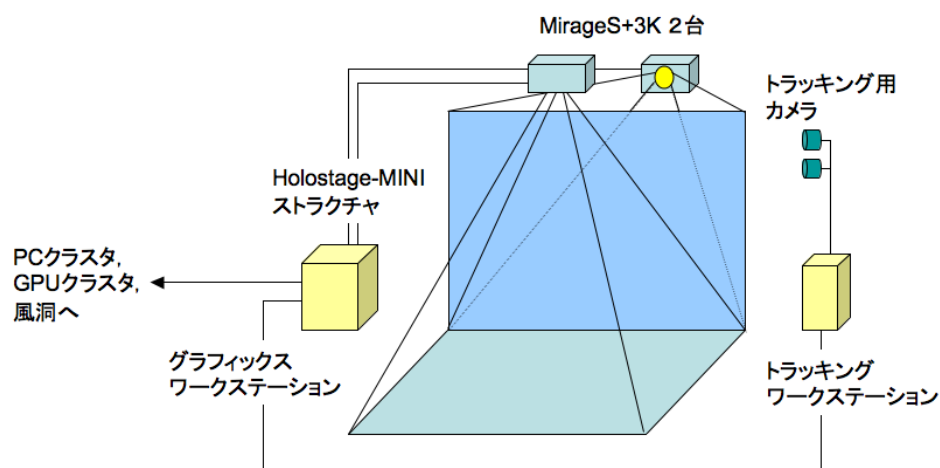 MirageS+3K 2台
トラッキング用
カメラ
Holostage-MINI
ストラクチャ
PCクラスタ,
GPUクラスタ,
風洞へ
グラフィックス
ワークステーション
トラッキング
ワークステーション